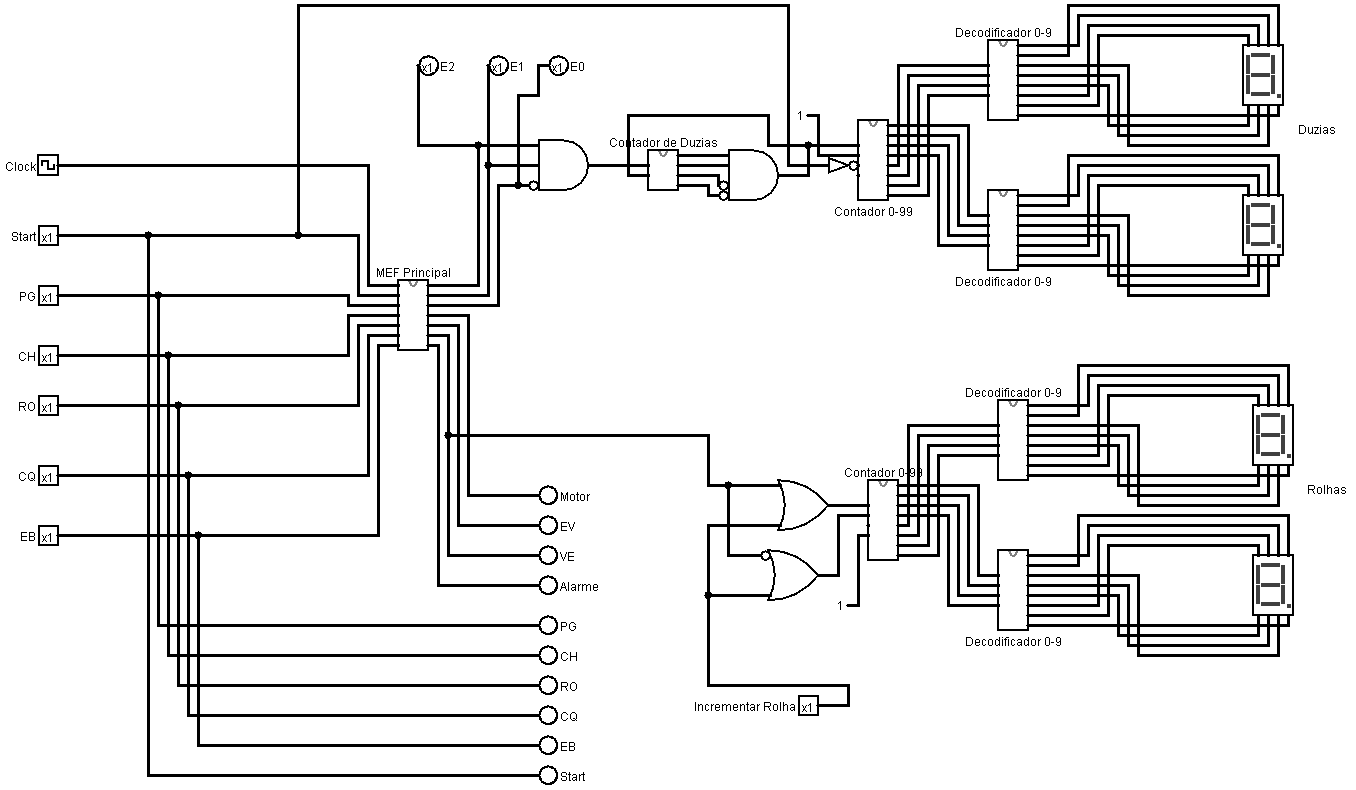 Decodificador 0-9
x1 E2
x1 E1
x1 E0
1
Duzias
Contador de Duzias
Clock
Contador 0-99
Start x1
MEF Principal
Decodificador 0-9
PG x1
CH x1
Decodificador 0-9
RO x1
Contador 0-99
CQ x1
Rolhas
Motor
EV
EB x1
VE
Alarme
1
PG
Decodificador 0-9
CH
RO
Incrementar Rolha x1
CQ
EB
Start